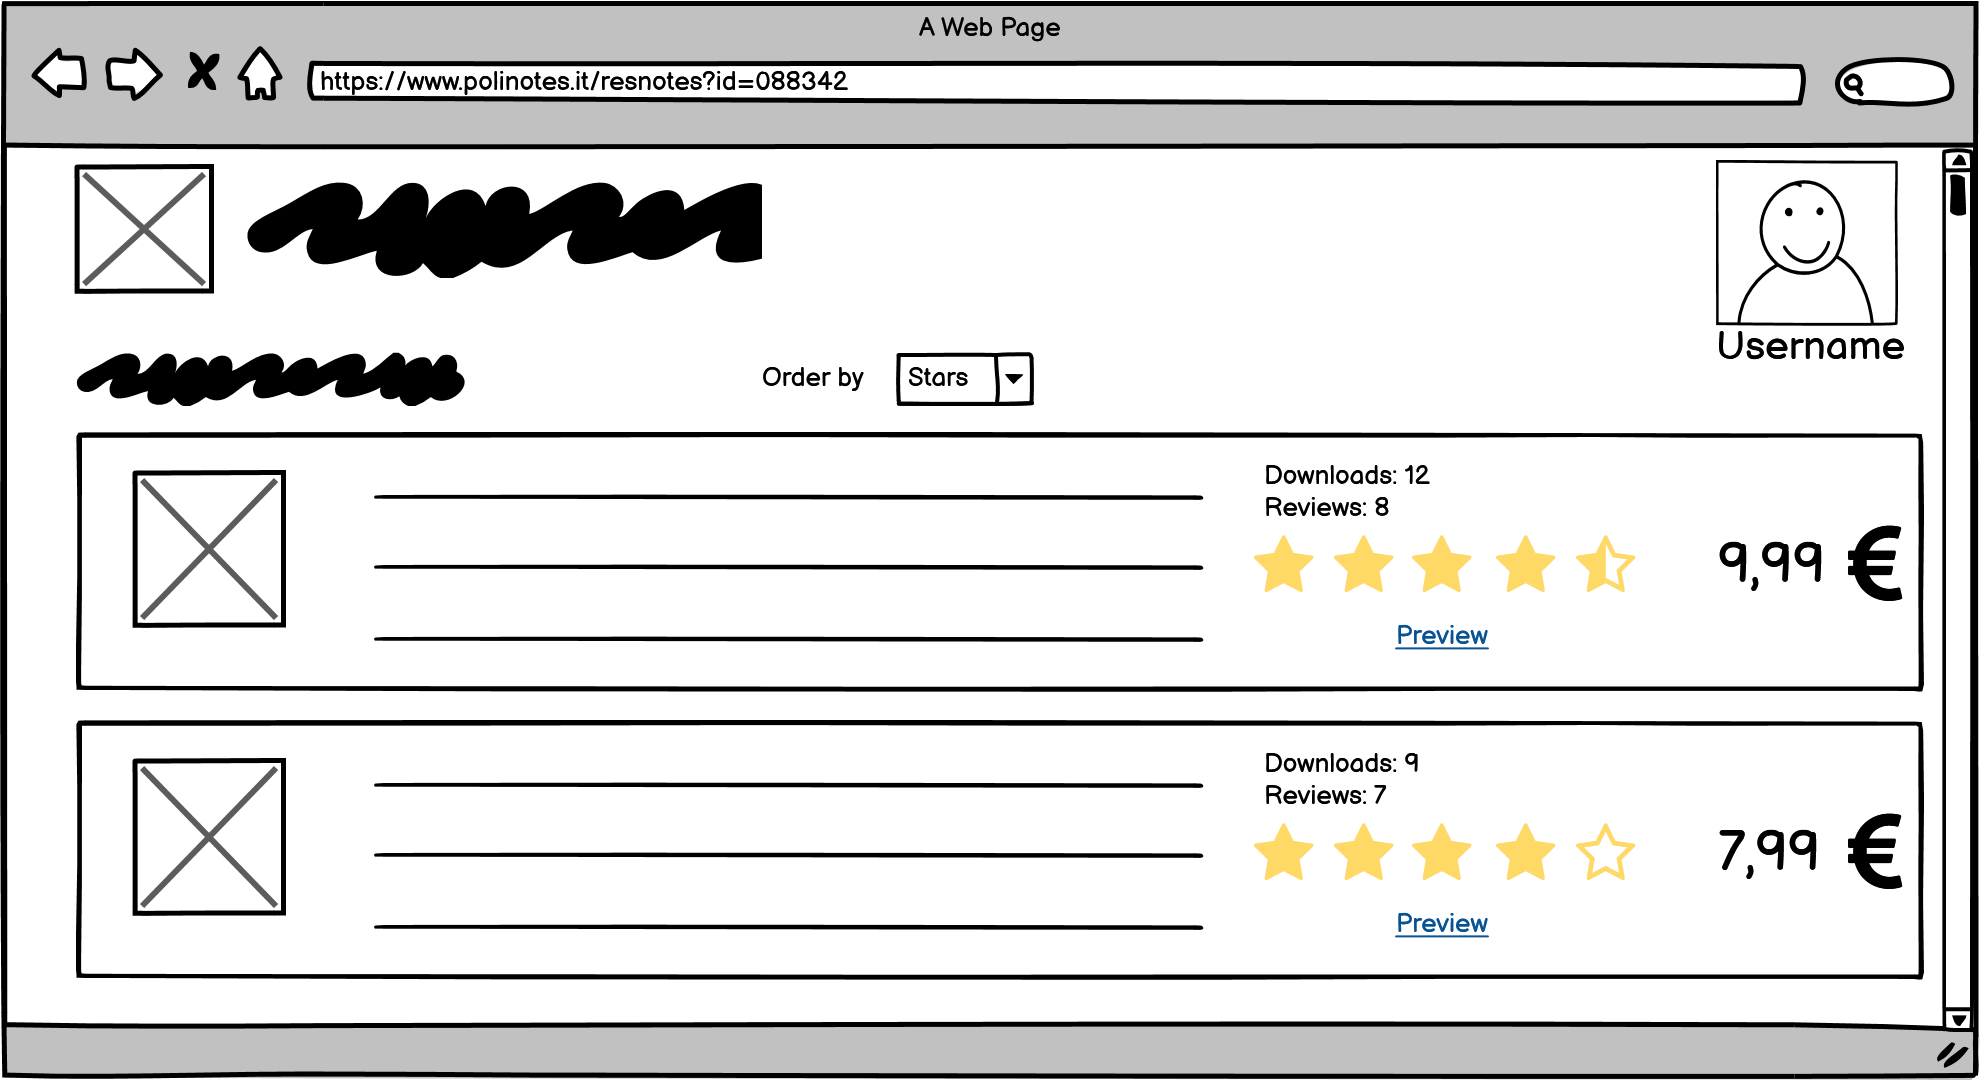 A Web Page
https://www.polinotes.it/resnotes?id=088342
Username
Order by Stars
Downloads: 12
Reviews: 8
9,99 €
Preview
Downloads: 9
Reviews: 7
7,99 €
Preview